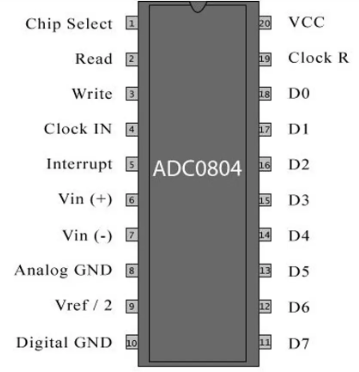 Chip Select 1 20 VCC
Read 2 19 Clock R
Write 3 18 D0
Clock IN 4 17 D1
Interrupt 5 16 D2
ADC0804
Vin (+) 6 15 D3
Vin (-) 7 14 D4
Analog GND 8 13 D5
Vref / 2 9 12 D6
Digital GND 10 11 D7